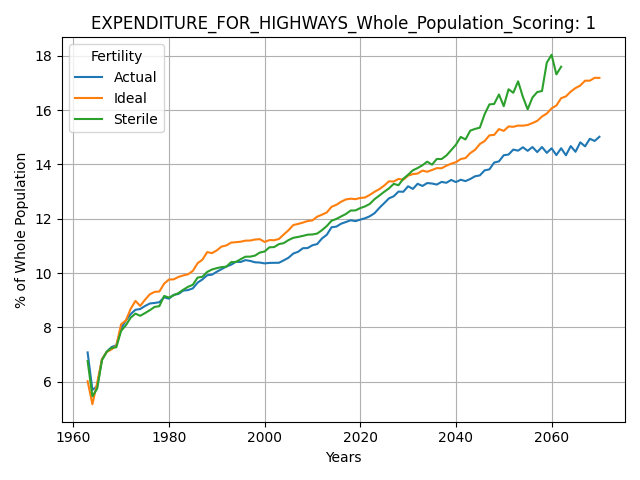 EXPENDITURE_FOR_HIGHWAYS_Whole_Population_Scoring: 1
Fertility
Actual
Ideal
Sterile
% of Whole Population
18
16
14
12
10
8
6
1960 1980 2000 2020 2040 2060
Years